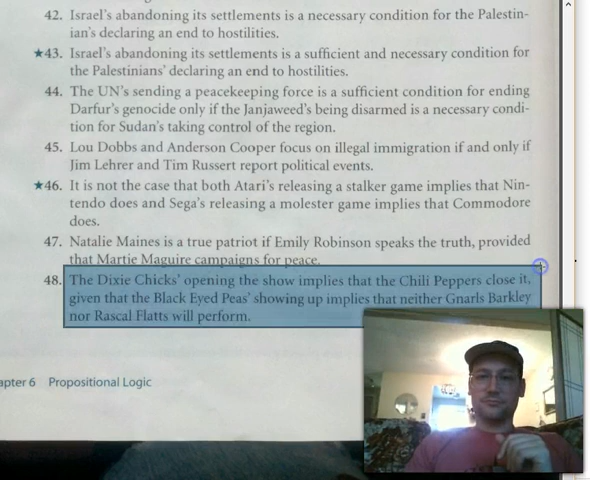 42. Israel's abandoning its settlements is a necessary condition for the Palestin-
ian's declaring an end to hostilities.
★43. Israel's abandoning its settlements is a sufficient and necessary condition for
the Palestinians' declaring an end to hostilities.
44. The UN's sending a peacekeeping force is a sufficient condition for ending
Darfur's genocide only if the Janjaweed's being disarmed is a necessary condi-
tion for Sudan's taking control of the region.
45. Lou Dobbs and Anderson Cooper focus on illegal immigration if and only if
Jim Lehrer and Tim Russert report political events.
★46. It is not the case that both Atari's releasing a stalker game implies that Nin-
tendo does and Sega's releasing a molester game implies that Commodore
does.
47. Natalie Maines is a true patriot if Emily Robinson speaks the truth, provided
that Martie Maguire campaigns for peace.
48. The Dixie Chicks' opening the show implies that the Chili Peppers close it,
given that the Black Eyed Peas' showing up implies that neither Gnarls Barkley
nor Rascal Flatts will perform.
apter 6 Propositional Logic